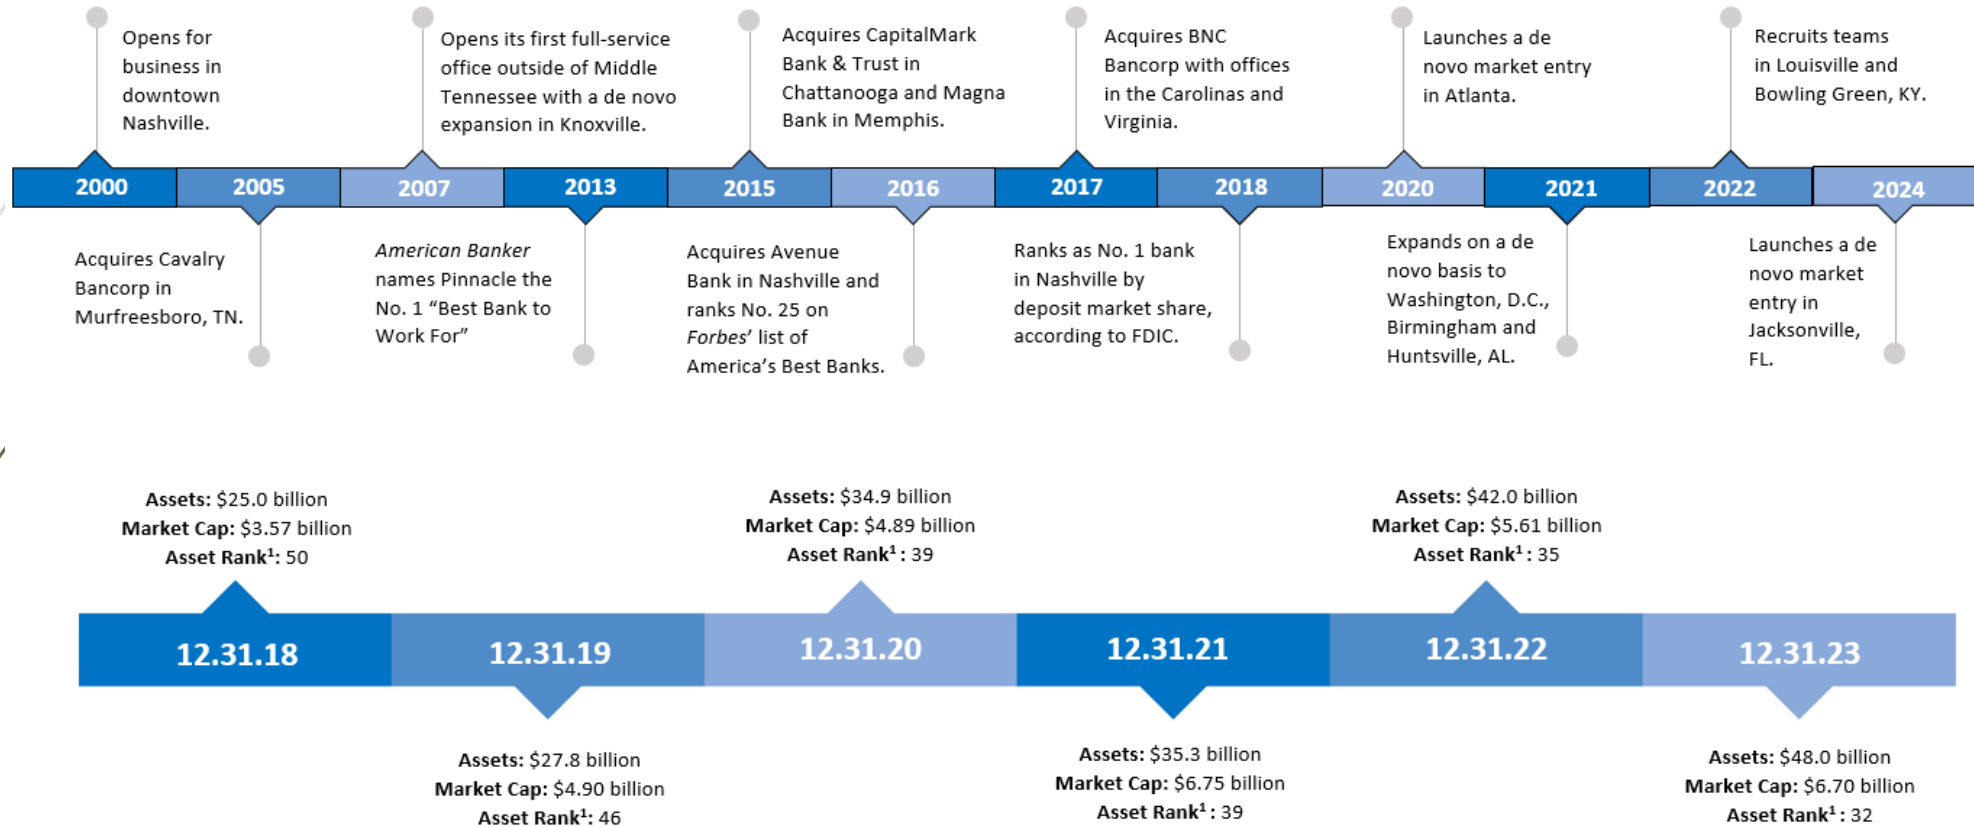 Opens for
business in
downtown
Nashville.
Opens its first full-service
office outside of Middle
Tennessee with a de novo
expansion in Knoxville.
Acquires CapitalMark
Bank & Trust in
Chattanooga and Magna
Bank in Memphis.
Acquires BNC
Bancorp with offices
in the Carolinas and
Virginia.
Launches a de
novo market entry
in Atlanta.
Recruits teams
in Louisville and
Bowling Green, KY.
2000 2005 2007 2013 2015 2016 2017 2018 2020 2021 2022 2024
Acquires Cavalry
Bancorp in
Murfreesboro, TN.
American Banker
names Pinnacle the
No. 1 “Best Bank to
Work For”
Acquires Avenue
Bank in Nashville and
ranks No. 25 on
Forbes’ list of
America’s Best Banks.
Ranks as No. 1 bank
in Nashville by
deposit market share,
according to FDIC.
Expands on a de
novo basis to
Washington, D.C.,
Birmingham and
Huntsville, AL.
Launches a de
novo market
entry in
Jacksonville,
FL.
Assets: $25.0 billion
Market Cap: $3.57 billion
Asset Rank¹: 50
Assets: $34.9 billion
Market Cap: $4.89 billion
Asset Rank¹ : 39
Assets: $42.0 billion
Market Cap: $5.61 billion
Asset Rank¹ : 35
12.31.18 12.31.19 12.31.20 12.31.21 12.31.22 12.31.23
Assets: $27.8 billion
Market Cap: $4.90 billion
Asset Rank¹: 46
Assets: $35.3 billion
Market Cap: $6.75 billion
Asset Rank¹ : 39
Assets: $48.0 billion
Market Cap: $6.70 billion
Asset Rank¹ : 32